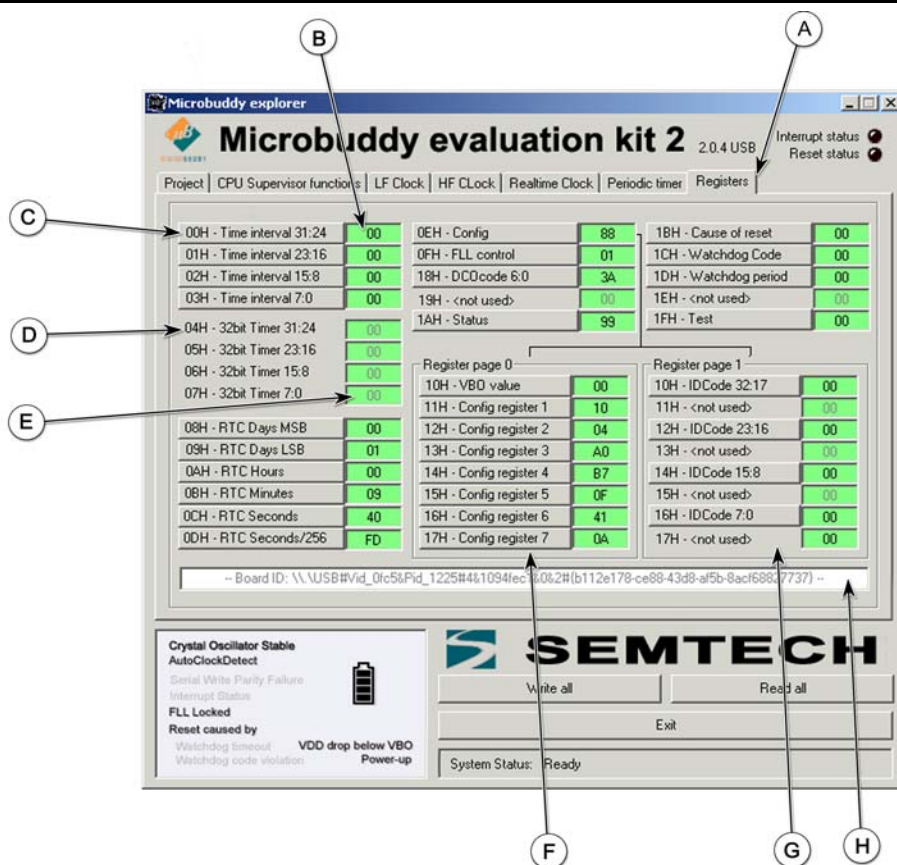 B
A
Microbuddy explorer
Microbuddy evaluation kit 2
2.0.4 USB
Interrupt status
Reset status
Project
CPU Supervisor functions
LF Clock
HF CLock
Realtime Clock
Periodic timer
Registers
C
00H - Time interval 31:24 00
01H - Time interval 23:16 00
02H - Time interval 15:8 00
03H - Time interval 7:0 00
D
04H - 32bit Timer 31:24 00
05H - 32bit Timer 23:16 00
06H - 32bit Timer 15:8 00
07H - 32bit Timer 7:0 00
E
08H - RTC Days MSB 00
09H - RTC Days LSB 01
0AH - RTC Hours 00
0BH - RTC Minutes 09
0CH - RTC Seconds 40
0DH - RTC Seconds/256 FD
0EH - Config 88
0FH - FLL control 01
18H - DCOcode 6:0 3A
19H - <not used> 00
1AH - Status 99
1BH - Cause of reset 00
1CH - Watchdog Code 00
1DH - Watchdog period 00
1EH - <not used> 00
1FH - Test 00
Register page 0
10H - VBO value 00
11H - Config register 1 10
12H - Config register 2 04
13H - Config register 3 A0
14H - Config register 4 B7
15H - Config register 5 0F
16H - Config register 6 41
17H - Config register 7 0A
Register page 1
10H - IDCode 32:17 00
11H - <not used> 00
12H - IDCode 23:16 00
13H - <not used> 00
14H - IDCode 15:8 00
15H - <not used> 00
16H - IDCode 7:0 00
17H - <not used> 00
-- Board ID:
Crystal Oscillator Stable
AutoClockDetect
Serial Write Parity Failure
Interrupt Status
FLL Locked
Reset caused by
Watchdog timeout
Watchdog code violation
VDD drop below VBO
Power-up
SEMTECH
Write all
Read all
Exit
System Status: Ready
F
G
H